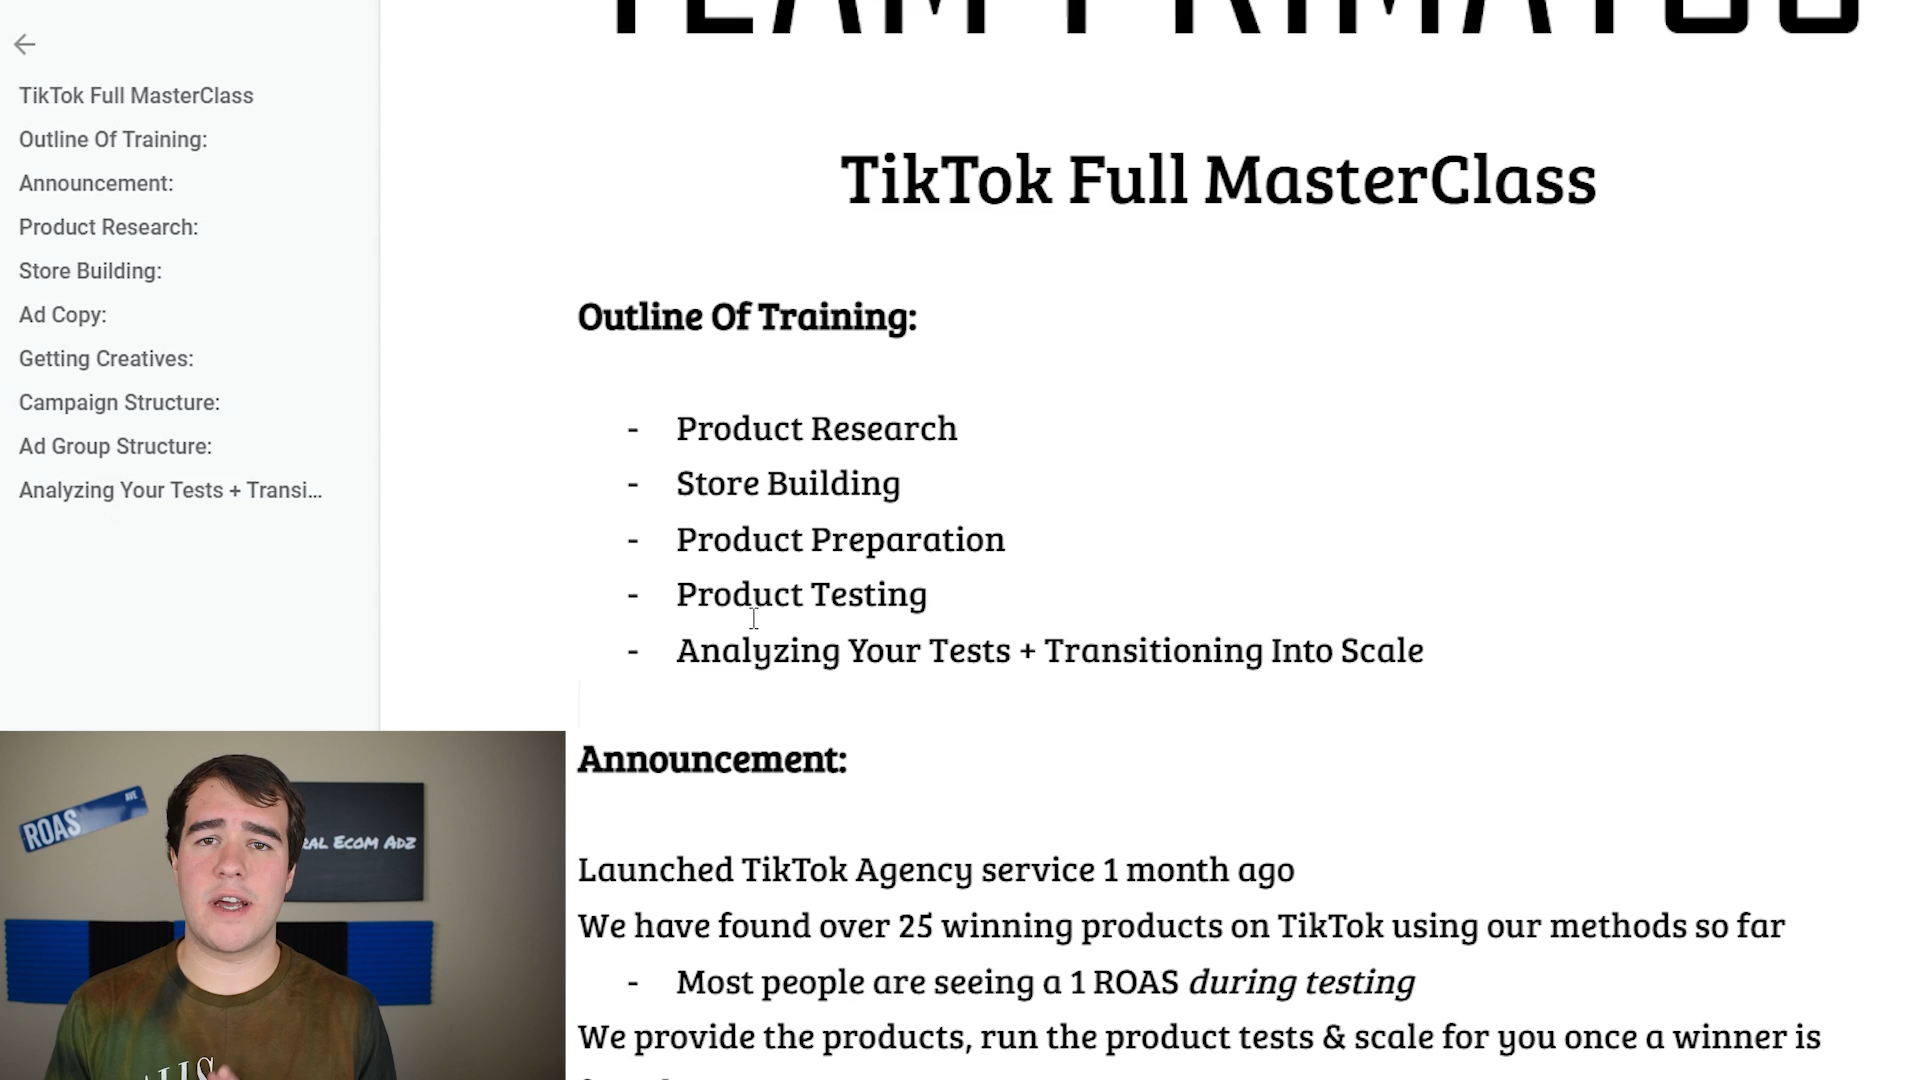 TikTok Full MasterClass
Outline Of Training:
Announcement:
Product Research:
Store Building:
Ad Copy:
Getting Creatives:
Campaign Structure:
Ad Group Structure:
Analyzing Your Tests + Transi...
TikTok Full MasterClass
Outline Of Training:
- Product Research
- Store Building
- Product Preparation
- Product Testing
- Analyzing Your Tests + Transitioning Into Scale
Announcement:
Launched TikTok Agency service 1 month ago
We have found over 25 winning products on TikTok using our methods so far
- Most people are seeing a 1 ROAS during testing
We provide the products, run the product tests & scale for you once a winner is
ROAS AVE
Ecom Adz